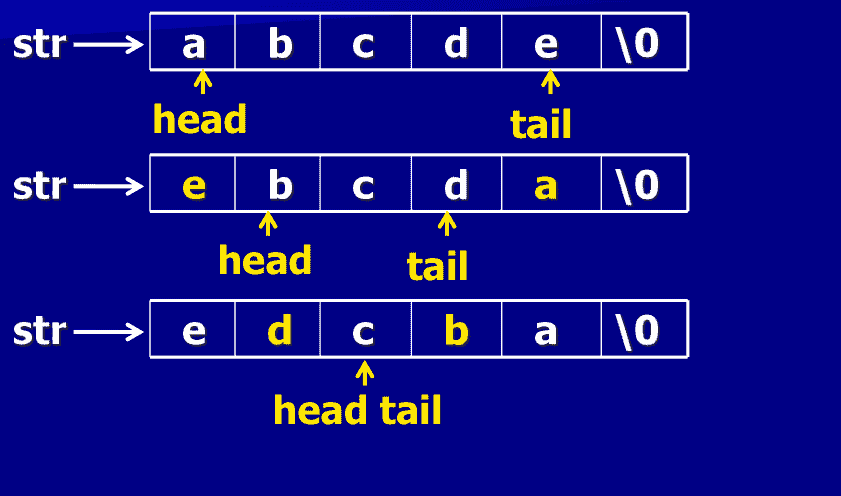 str a b c d e \0
head tail
str e b c d a \0
head tail
str e d c b a \0
head tail